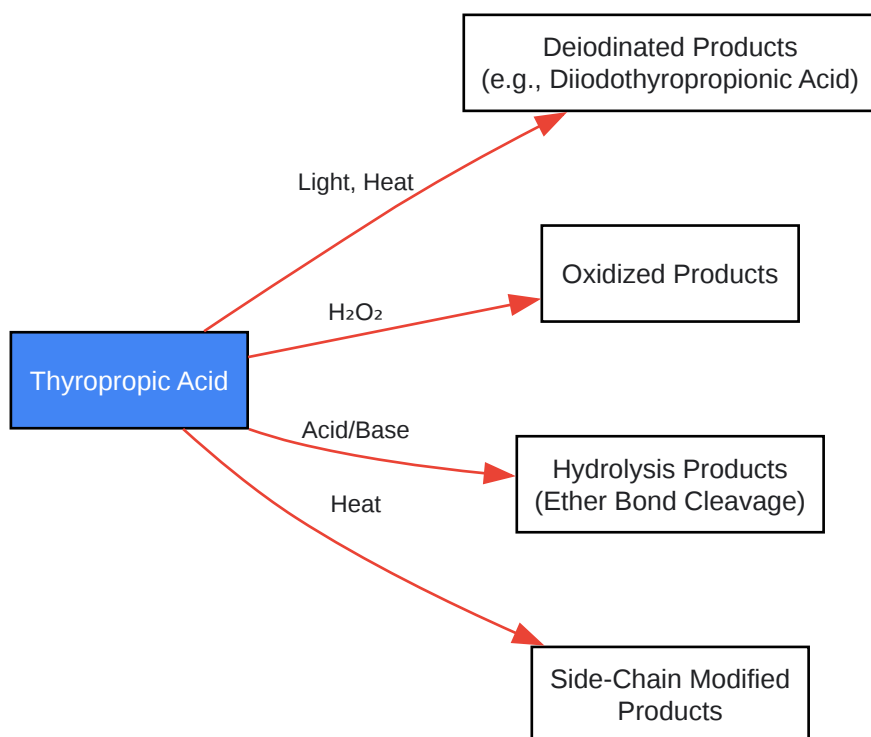 Deiodinated Products
(e.g., Diiodothyropropionic Acid)
Light, Heat
Oxidized Products
H₂O₂
Thyropropic Acid
Acid/Base
Hydrolysis Products
(Ether Bond Cleavage)
Heat
Side-Chain Modified
Products